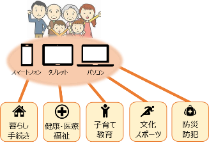 スマートフォン タブレット パソコン
暮らし 健康・医療 子育て 文化 防災
手続き 福祉 教育 スポーツ 防犯